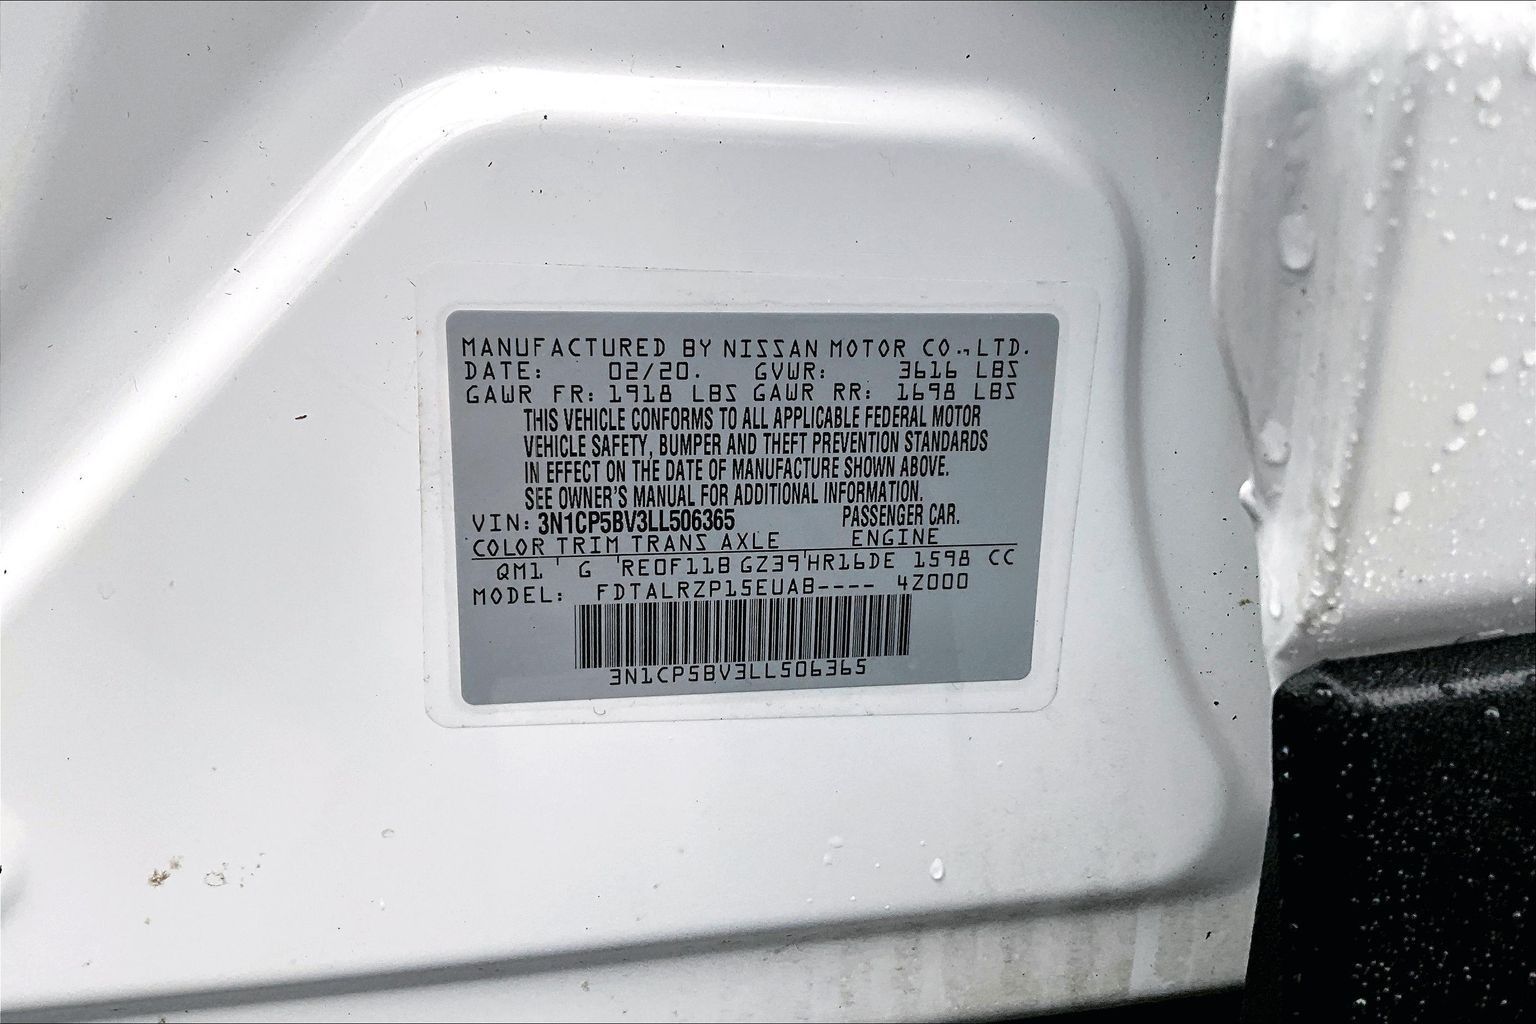 MANUFACTURED BY NISSAN MOTOR CO., LTD.
DATE: 02/20. GVWR: 3616 LBS
GAWR FR: 1918 LBS GAWR RR: 1698 LBS
THIS VEHICLE CONFORMS TO ALL APPLICABLE FEDERAL MOTOR
VEHICLE SAFETY, BUMPER AND THEFT PREVENTION STANDARDS
IN EFFECT ON THE DATE OF MANUFACTURE SHOWN ABOVE.
SEE OWNER'S MANUAL FOR ADDITIONAL INFORMATION.
VIN: 3N1CP5BV3LL506365 PASSENGER CAR.
COLOR TRIM TRANS AXLE ENGINE
QM1 G RE0F11B GZ39 HR16DE 1598 CC
MODEL: FDTALRZP15EUAB---- 4Z000
3N1CP5BV3LL506365